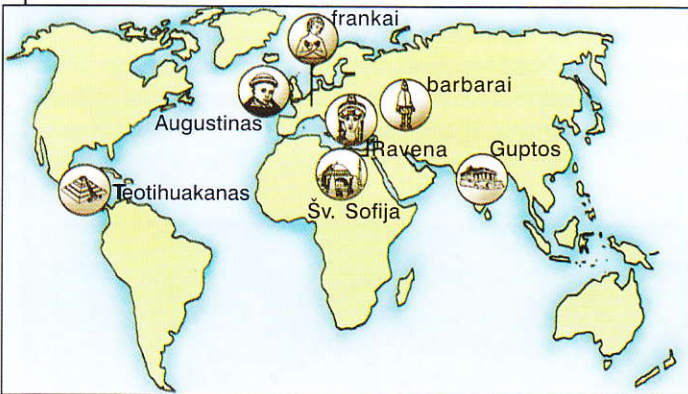 frankai
barbarai
Augustinas
Ravena
Guptos
Teotihuakanas
Šv. Sofija